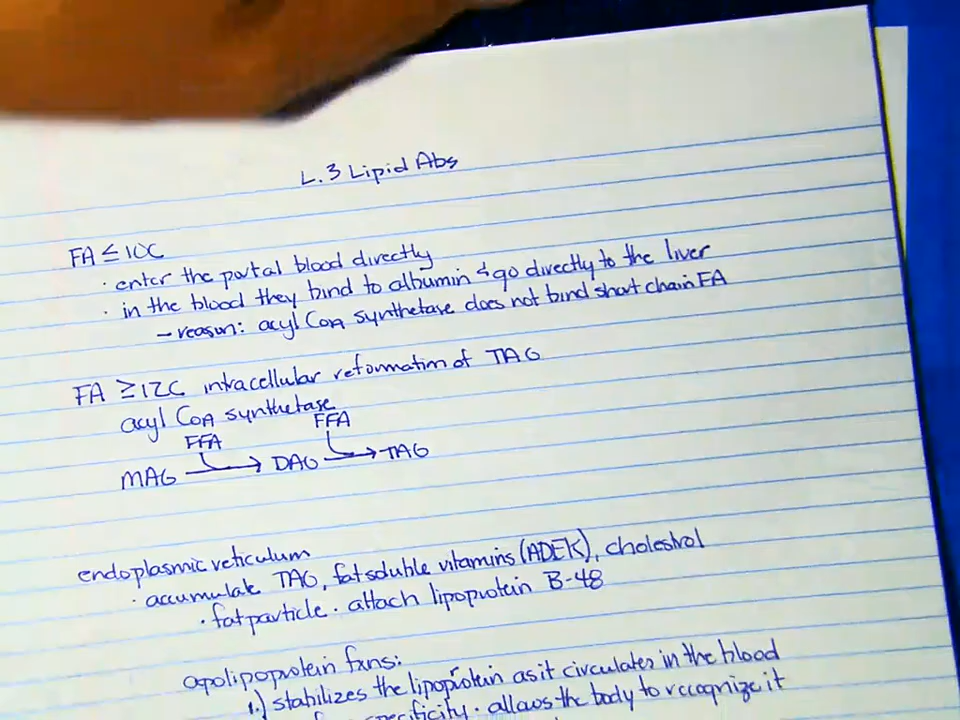 L.3 Lipid Abs
FA ≤ 10C
· enter the portal blood directly
· in the blood they bind to albumin & go directly to the liver
- reason: acyl CoA synthetase does not bind short chain FA
FA ≥ 12C intracellular reformation of TAG
acyl CoA synthetase
FFA FFA
MAG → DAG → TAG
endoplasmic reticulum
· accumulate TAG, fat soluble vitamins (ADEK), cholestrol
· fat particle · attach lipoprotein B-48
apolipoprotein fxns:
1.) stabilizes the lipoprotein as it circulates in the blood
specificity · allows the body to recognize it